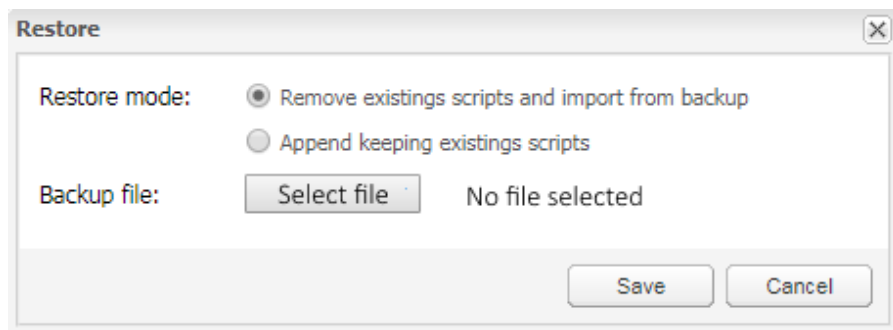 Restore
Restore mode: Remove existings scripts and import from backup
Append keeping existings scripts
Backup file: Select file No file selected
Save Cancel